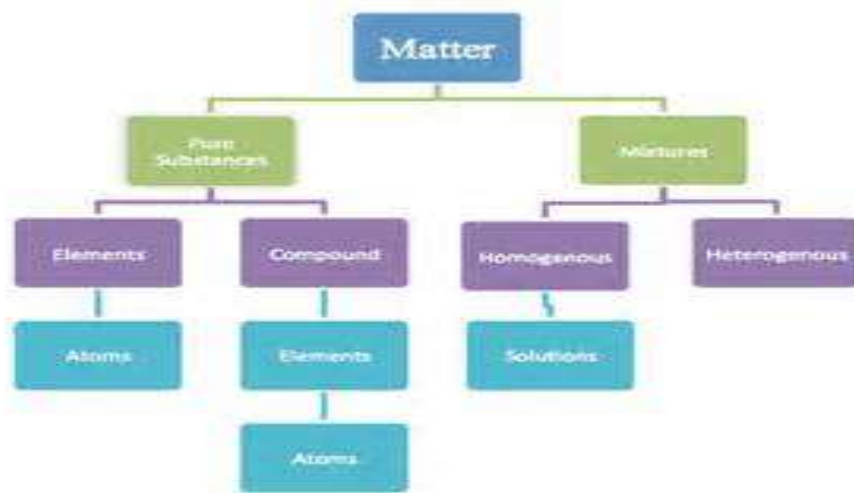 Matter
Pure
Substances
Mixtures
Elements
Compound
Homogenous
Heterogenous
Atoms
Elements
Solutions
Atoms